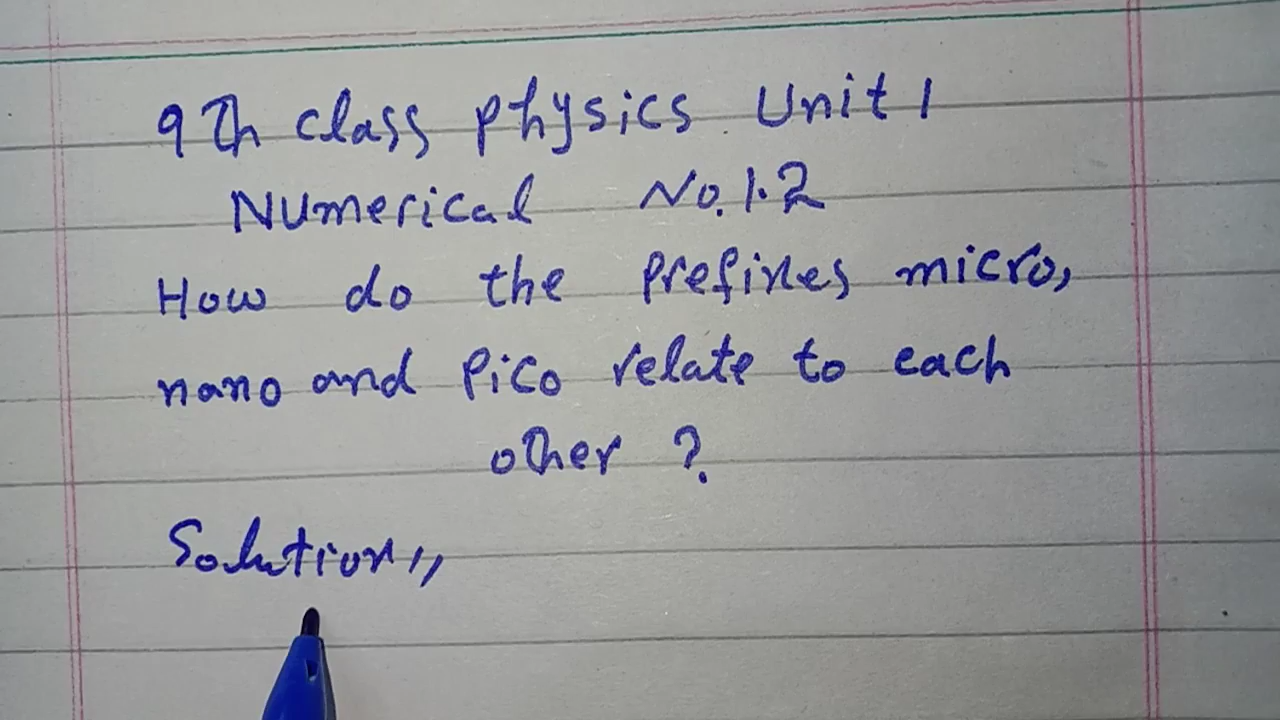 9Th class physics Unit 1
Numerical No. 1.2
How do the prefixes micro,
nano and Pico relate to each
other ?
Solution,,